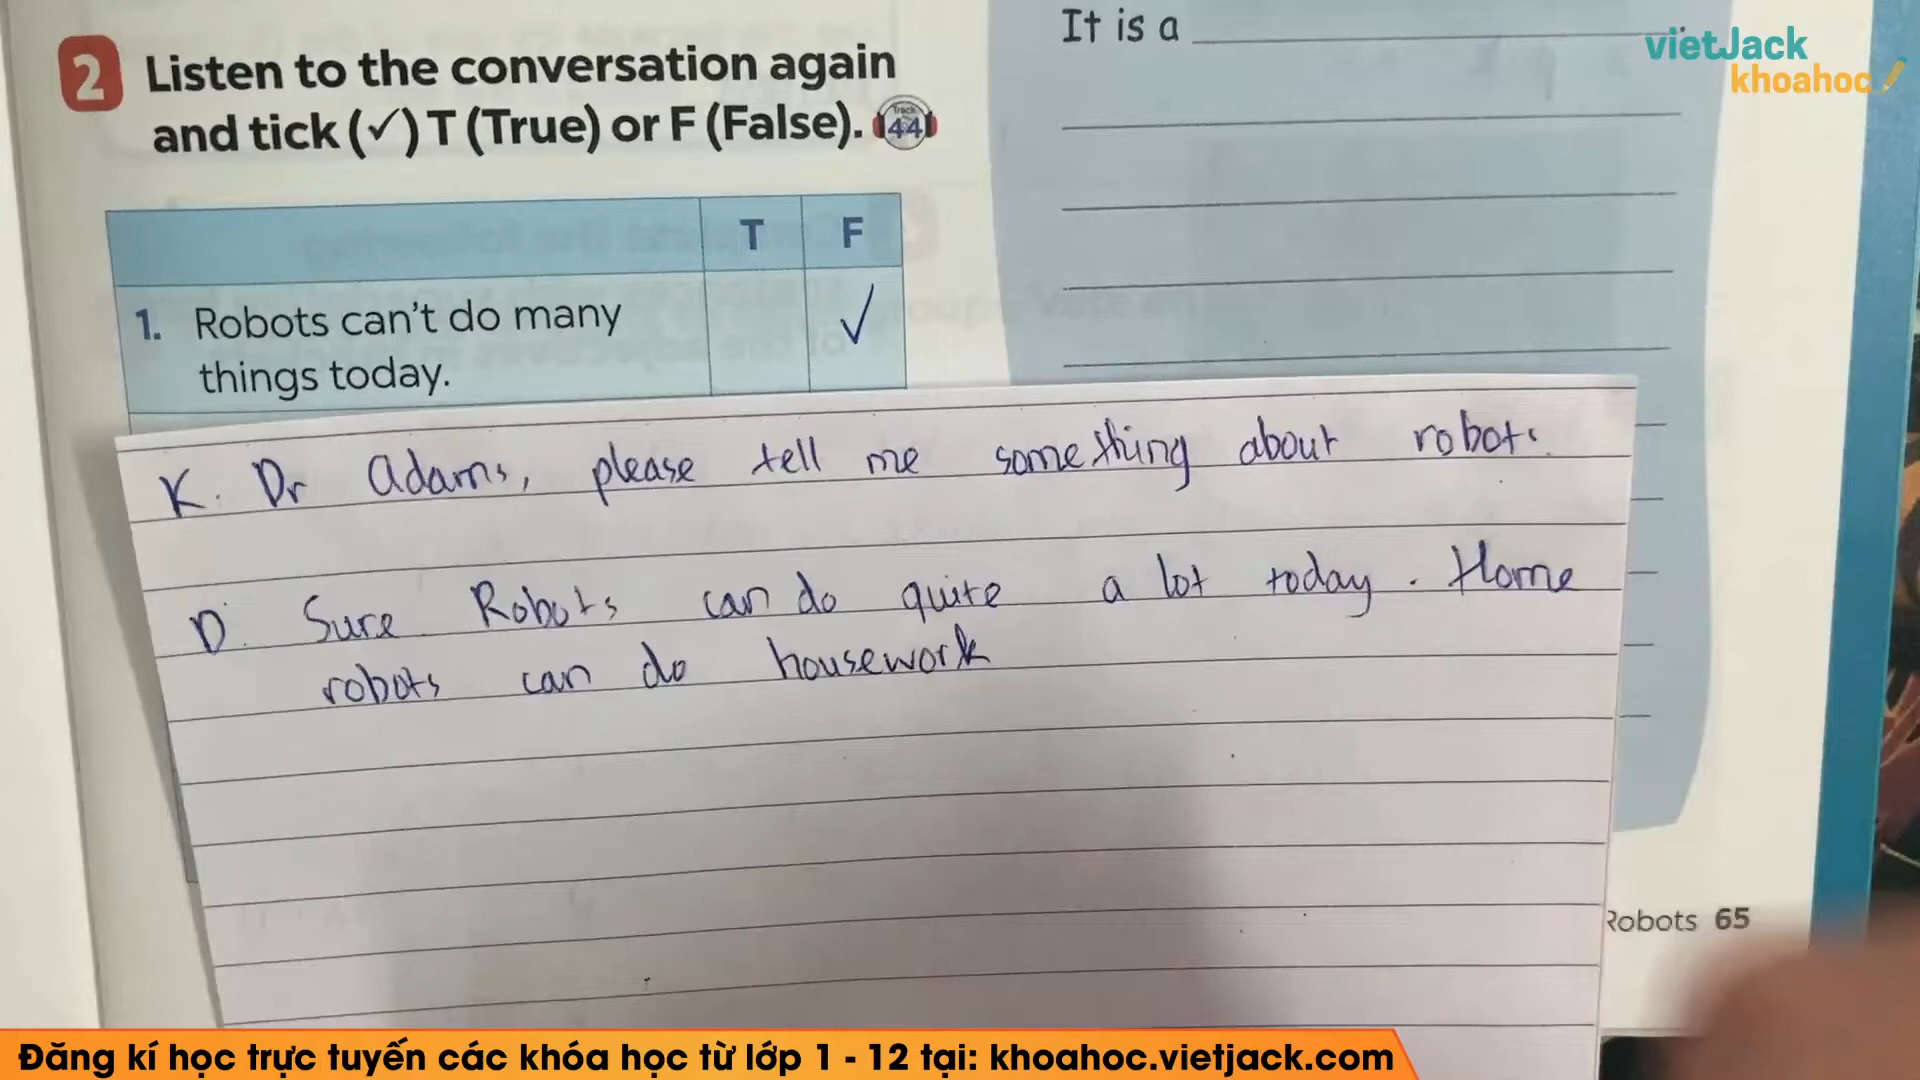 2 Listen to the conversation again
and tick (✓) T (True) or F (False).
Track
44
T F
1. Robots can't do many
things today.
✓
It is a
vietJack
khoahoc
K. Dr Adams, please tell me something about robots.
D. Sure. Robots can do quite a lot today. Home
robots can do housework
Robots 65
Đăng kí học trực tuyến các khóa học từ lớp 1 - 12 tại: khoahoc.vietjack.com